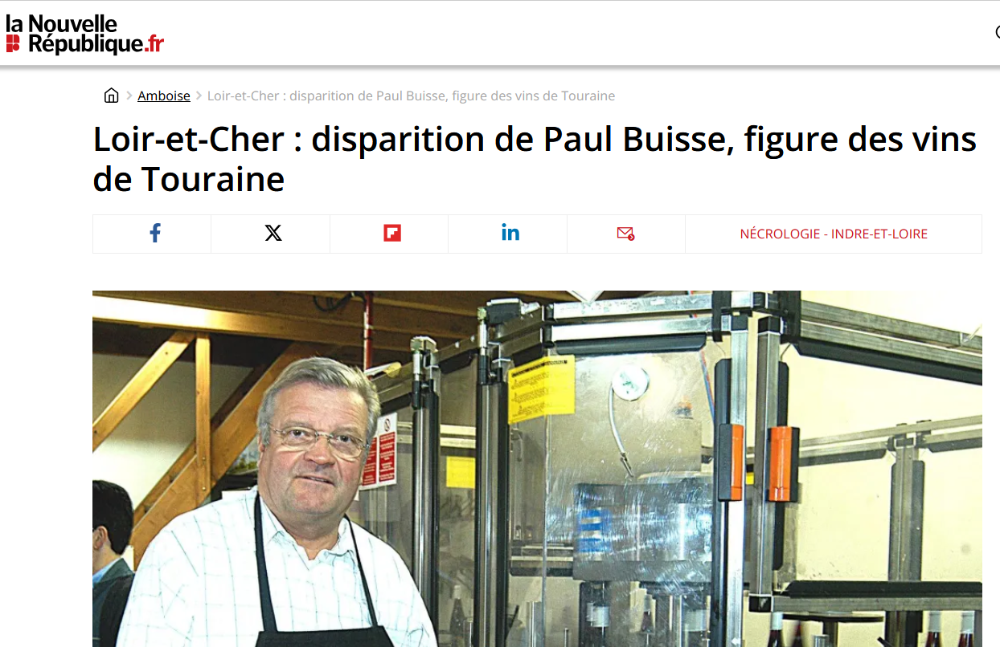 la Nouvelle
République.fr
Amboise > Loir-et-Cher : disparition de Paul Buisse, figure des vins de Touraine
Loir-et-Cher : disparition de Paul Buisse, figure des vins
de Touraine
NÉCROLOGIE - INDRE-ET-LOIRE